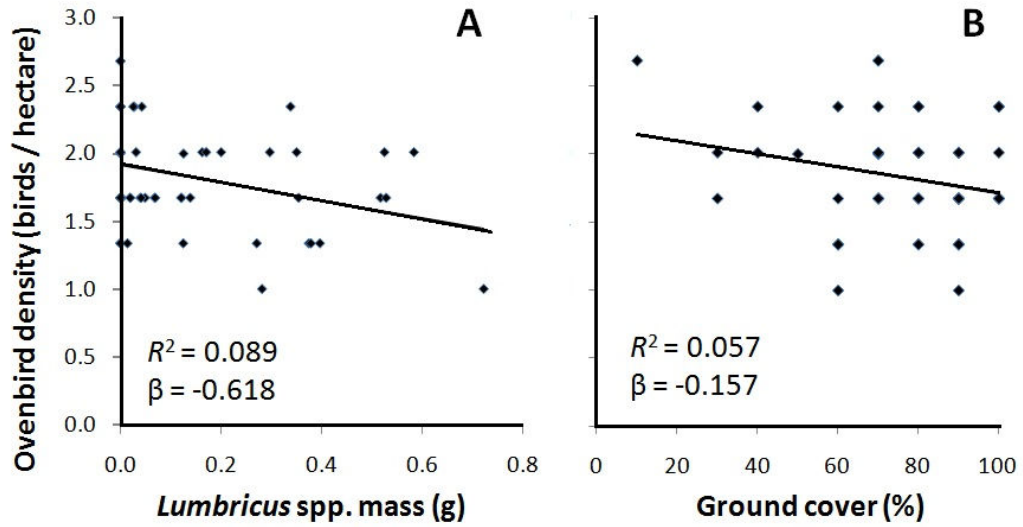 Ovenbird density (birds / hectare)
3.0
2.5
2.0
1.5
1.0
0.5
0.0
A
R² = 0.089
β = -0.618
0.0 0.2 0.4 0.6 0.8
Lumbricus spp. mass (g)
B
R² = 0.057
β = -0.157
0 20 40 60 80 100
Ground cover (%)